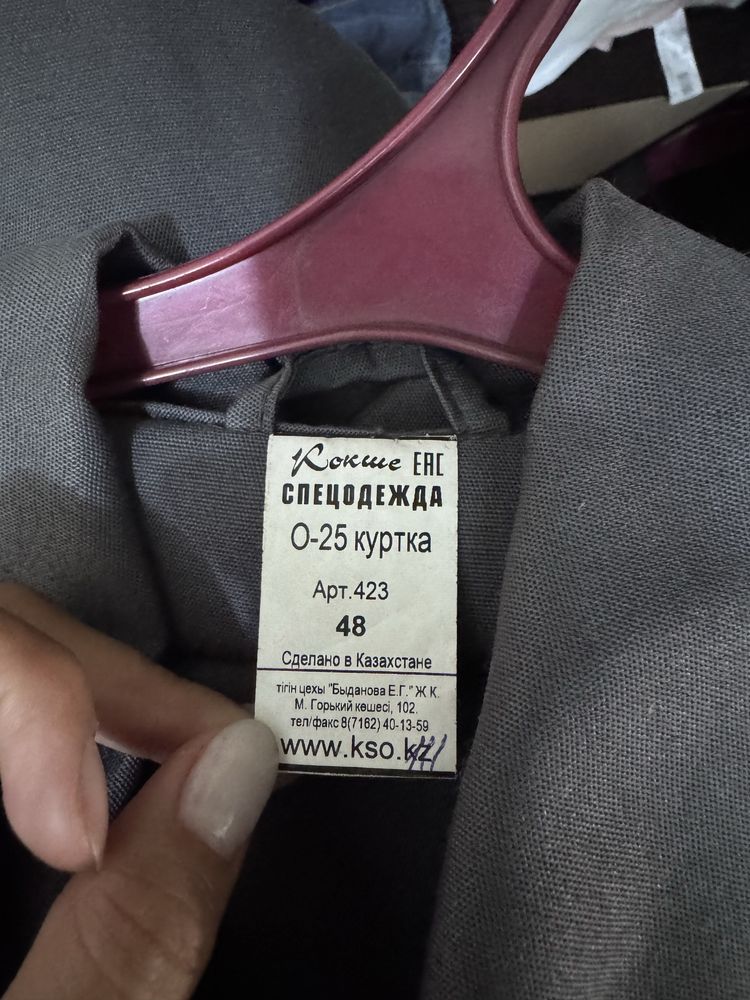 Кокше ЕАС
СПЕЦОДЕЖДА
О-25 куртка
Арт.423
48
Сделано в Казахстане
тігін цехы "Быданова Е.Г." Ж К.
М. Горький көшесі, 102.
тел/факс 8(7162) 40-13-59
www.kso.kz